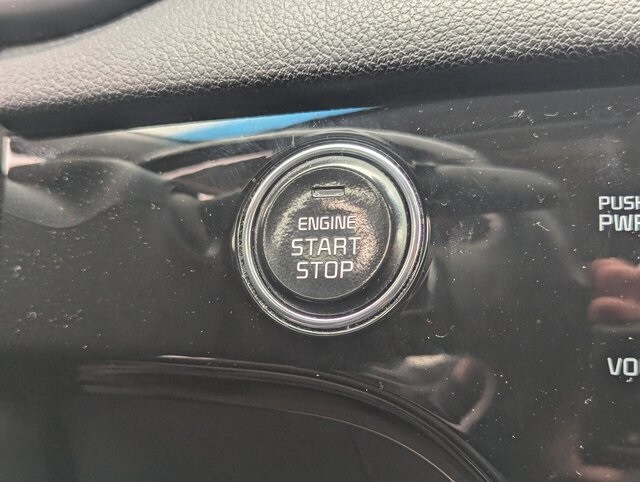 ENGINE
START
STOP
PUSH
PWR
VO